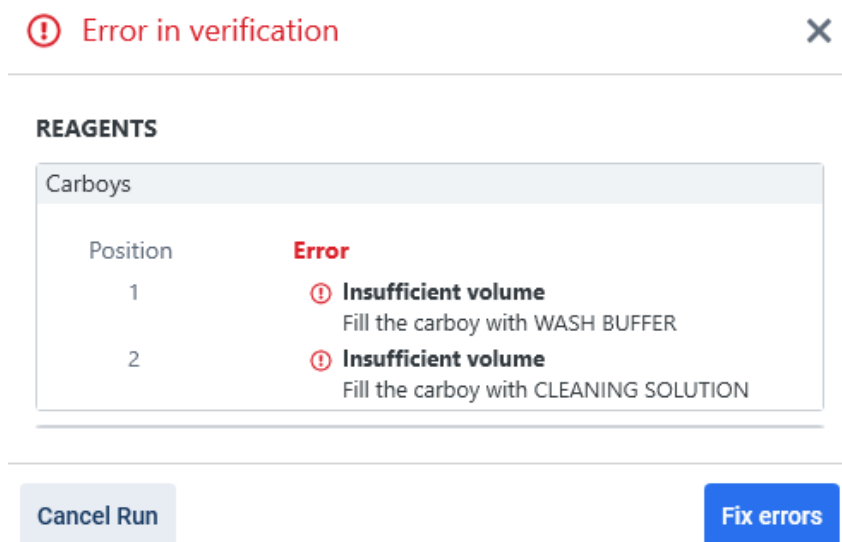 Error in verification
REAGENTS
Carboys
Position Error
1 Insufficient volume
Fill the carboy with WASH BUFFER
2 Insufficient volume
Fill the carboy with CLEANING SOLUTION
Cancel Run Fix errors